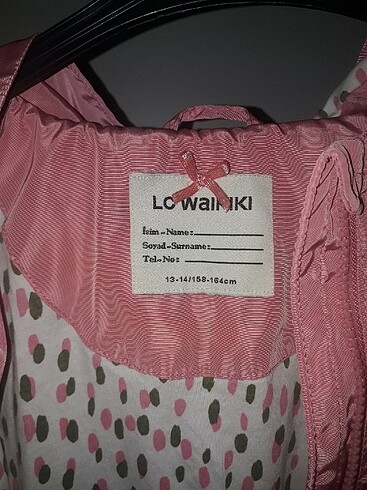 LC WAIKIKI
İsim-Name:
Soyad-Surname:
Tel-No:
13-14/158-164cm